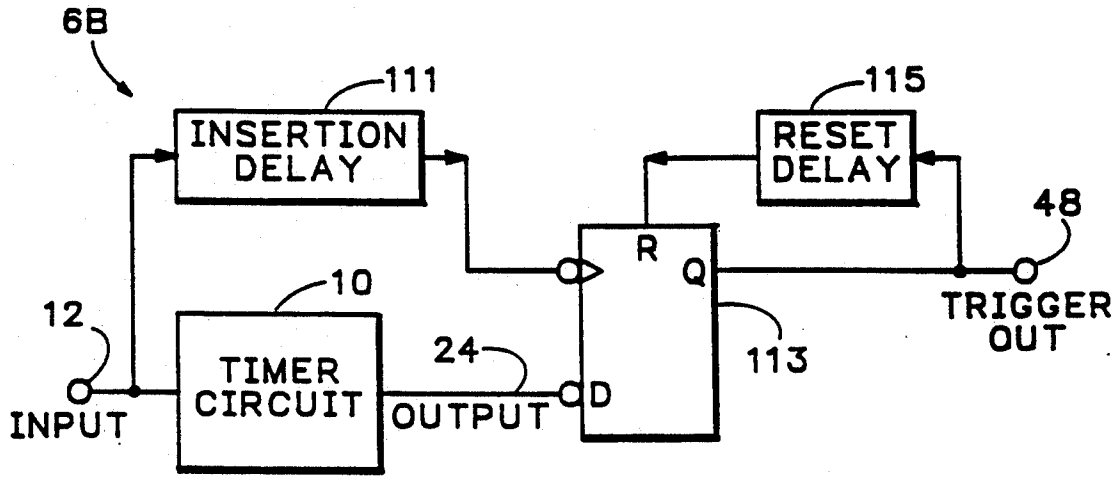 6B
111
INSERTION
DELAY
115
RESET
DELAY
48
R
Q
TRIGGER
OUT
113
10
12
TIMER
CIRCUIT
24
D
INPUT
OUTPUT